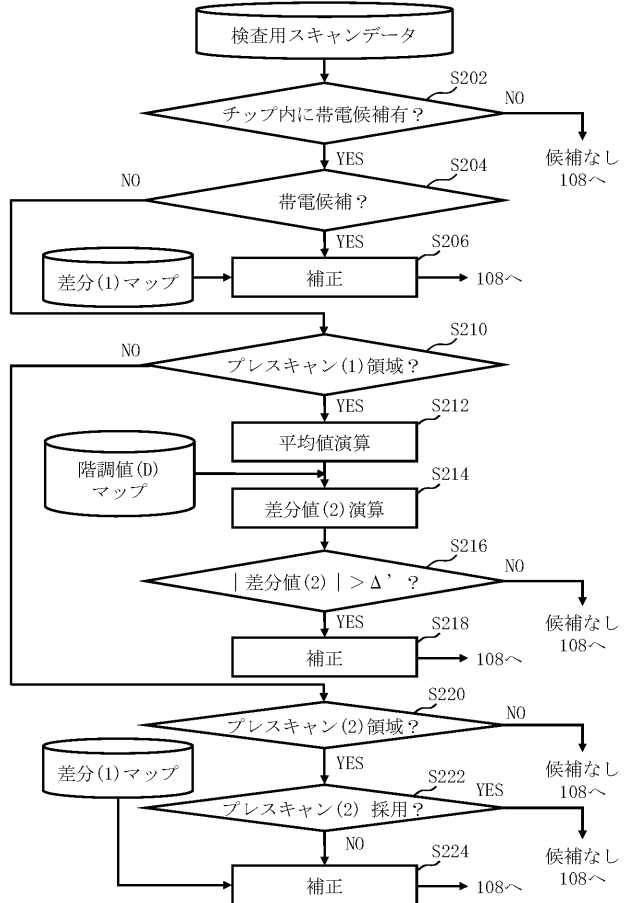 検査用スキャンデータ
S202
チップ内に帯電候補有？
NO
候補なし
108へ
YES
S204
NO
帯電候補？
YES
S206
差分(1)マップ
補正
108へ
S210
NO
プレスキャン(1)領域？
YES
S212
平均値演算
階調値(D)
マップ
S214
差分値(2)演算
S216
｜差分値(2)｜＞Δ’？
NO
候補なし
108へ
YES
S218
補正
108へ
S220
プレスキャン(2)領域？
NO
候補なし
108へ
YES
差分(1)マップ
S222
プレスキャン(2) 採用？
YES
候補なし
108へ
NO
S224
補正
108へ